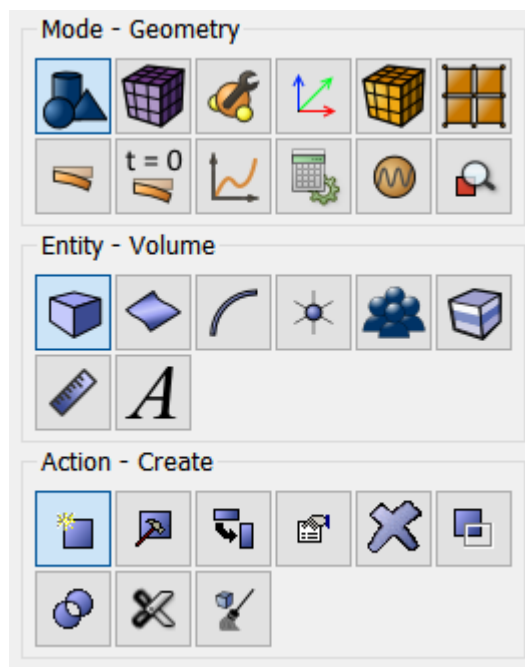 Mode - Geometry
t = 0
Entity - Volume
A
Action - Create